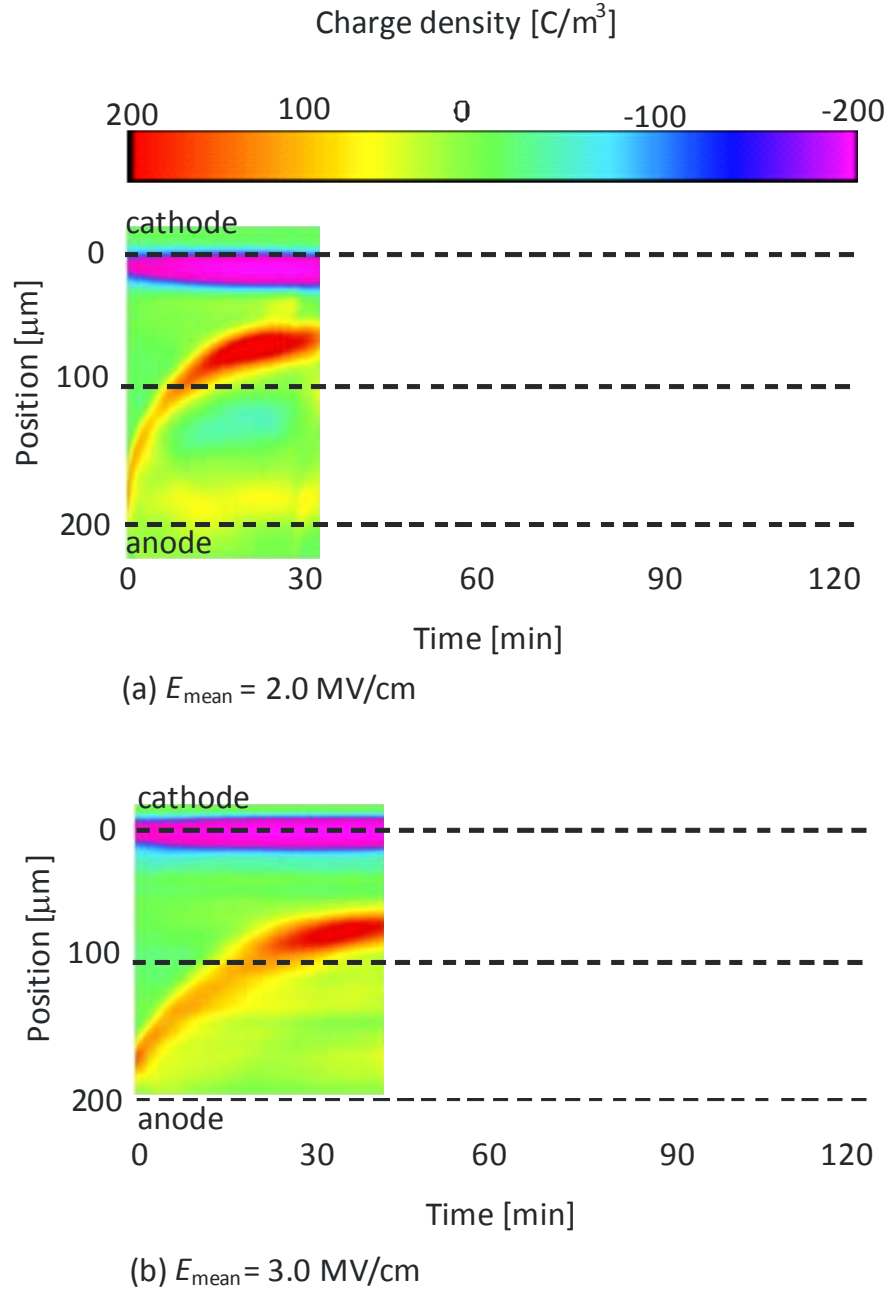 Charge density [C/m³]
200 100 0 -100 -200
cathode
0
100
200
anode
Position [μm]
0 30 60 90 120
Time [min]
(a) Emean = 2.0 MV/cm
cathode
0
100
200
anode
Position [μm]
0 30 60 90 120
Time [min]
(b) Emean = 3.0 MV/cm